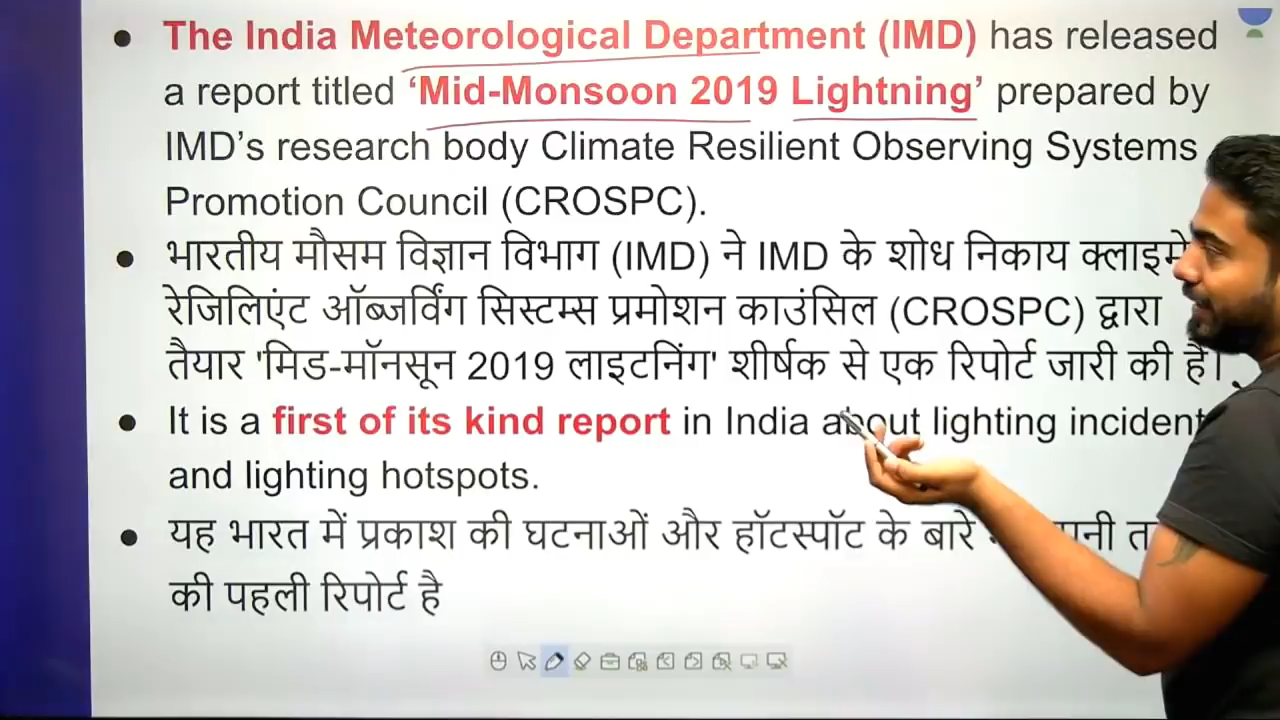 The India Meteorological Department (IMD) has released
a report titled ‘Mid-Monsoon 2019 Lightning’ prepared by
IMD’s research body Climate Resilient Observing Systems
Promotion Council (CROSPC).
भारतीय मौसम विज्ञान विभाग (IMD) ने IMD के शोध निकाय
रेजिलिएंट ऑब्जर्विंग सिस्टम्स प्रमोशन काउंसिल (CROSPC) द्वारा
तैयार 'मिड-मॉनसून 2019 लाइटनिंग' शीर्षक से एक रिपोर्ट जारी की है।
It is a first of its kind report in India about lighting incident
and lighting hotspots.
यह भारत में प्रकाश की घटनाओं और हॉटस्पॉट के बारे
की पहली रिपोर्ट है